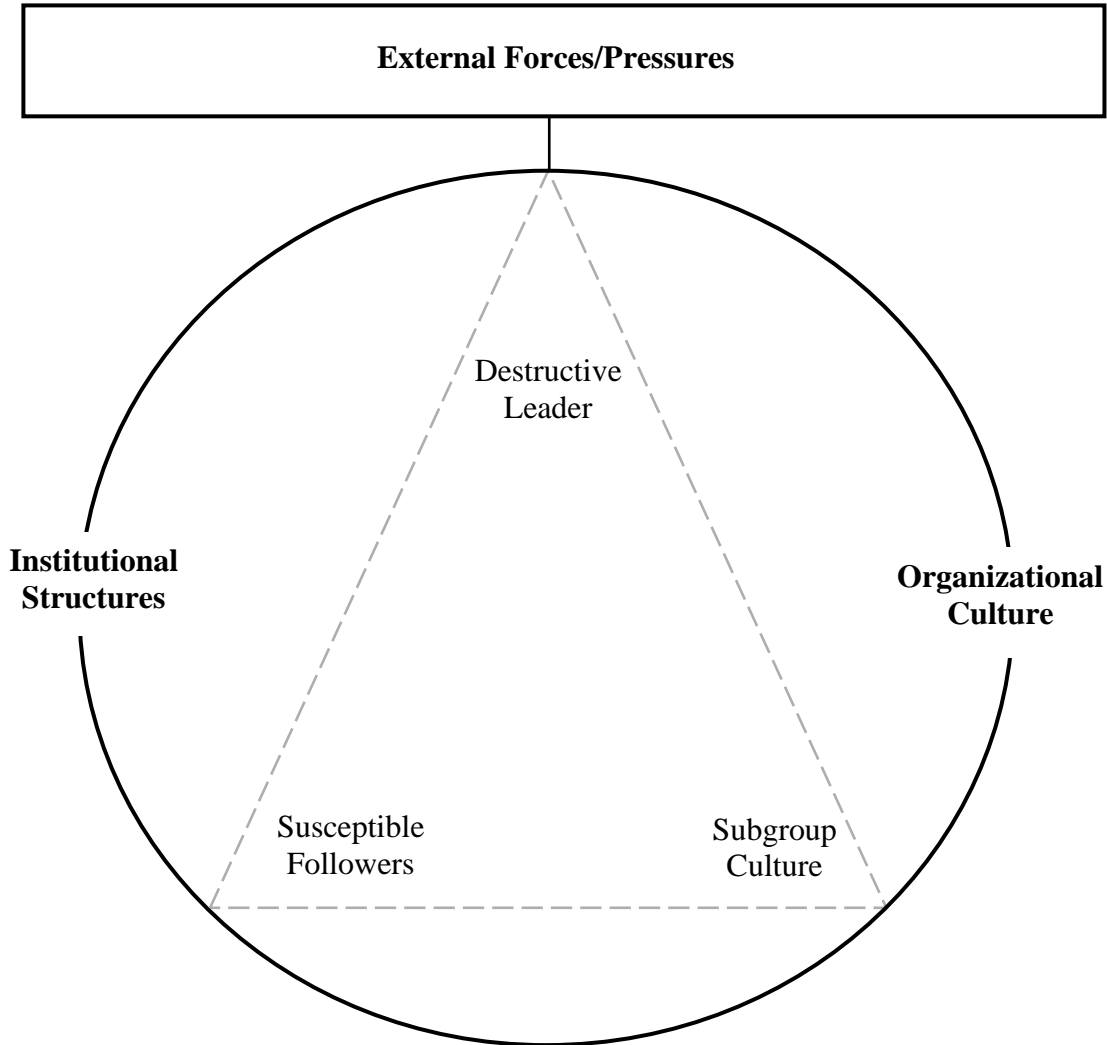 External Forces/Pressures
Destructive
Leader
Institutional
Structures
Organizational
Culture
Susceptible
Followers
Subgroup
Culture